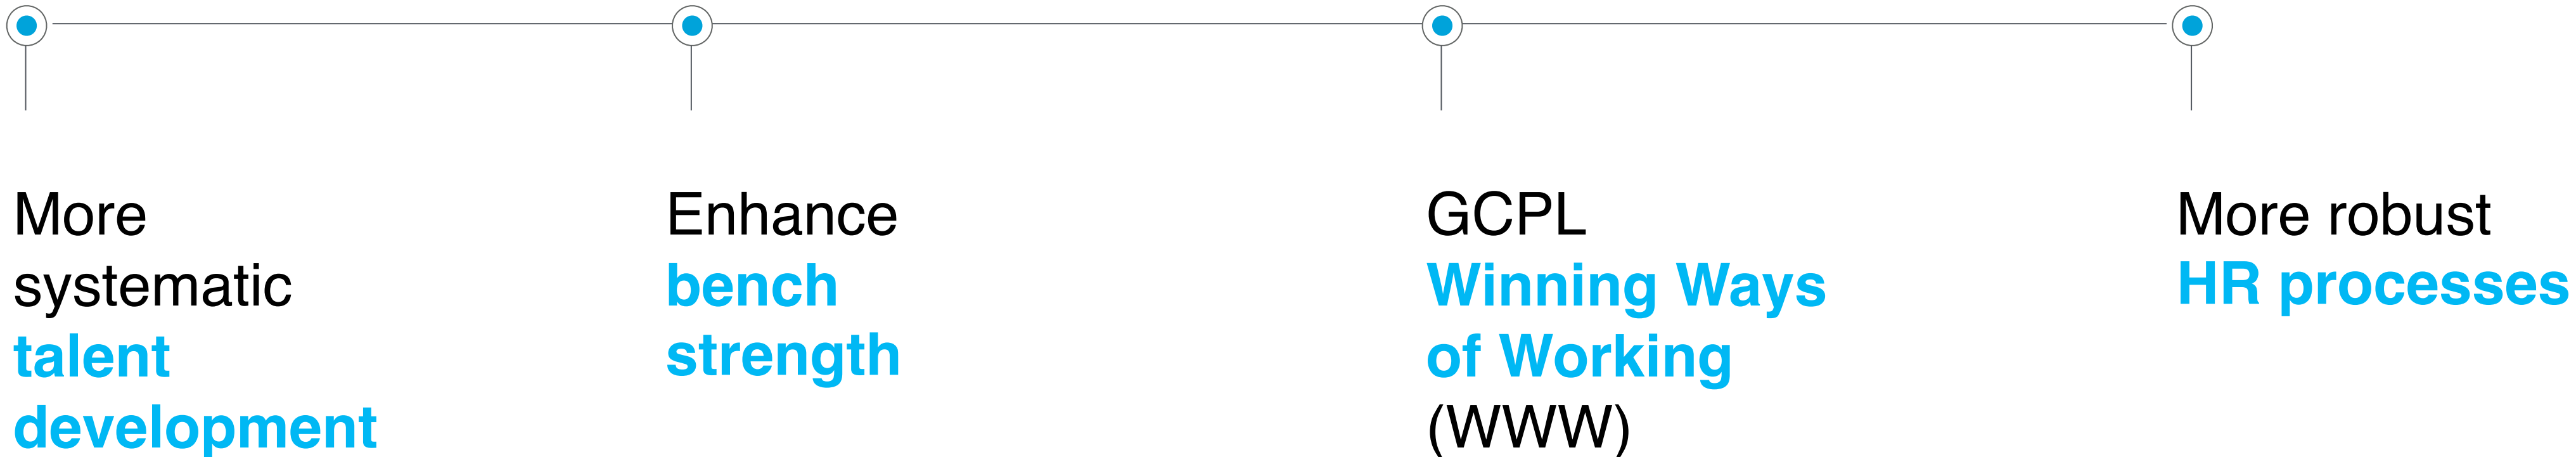 More
systematic
talent
development
Enhance
bench
strength
GCPL
Winning Ways
of Working
(WWW)
More robust
HR processes